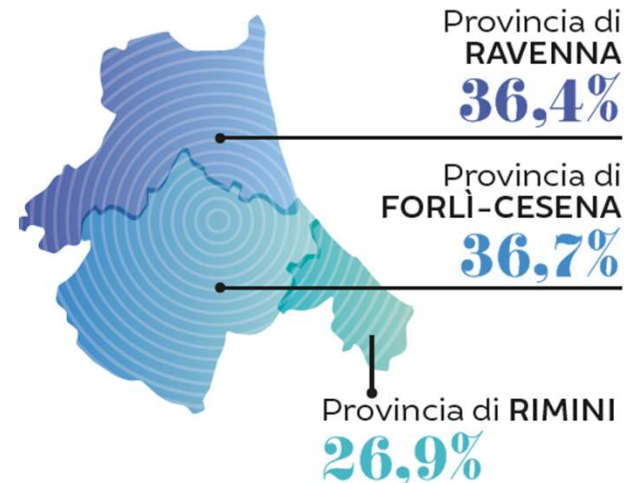 Provincia di
RAVENNA
36,4%
Provincia di
FORLÌ-CESENA
36,7%
Provincia di RIMINI
26,9%